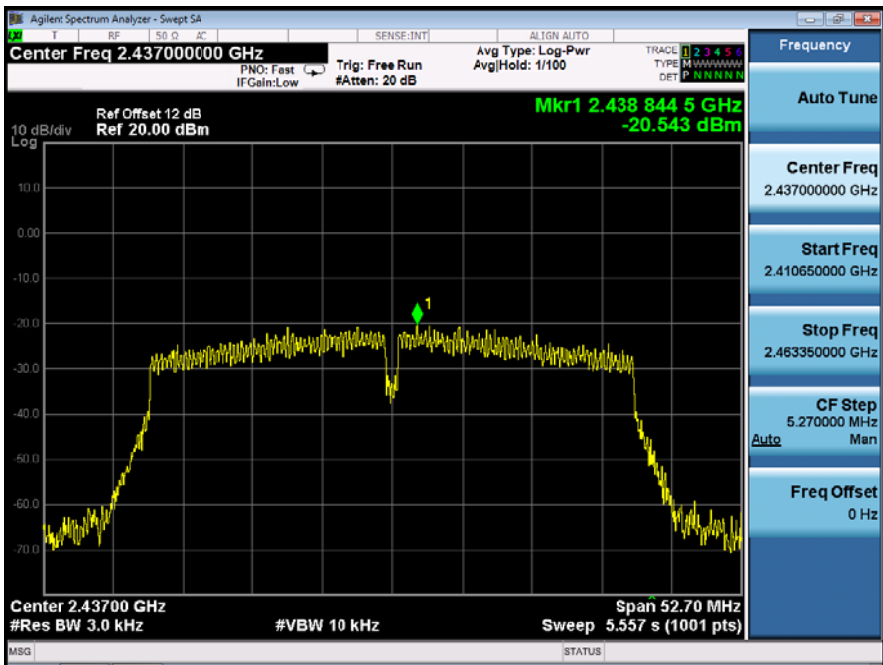 Agilent Spectrum Analyzer - Swept SA
LXI T RF 50 Ω AC SENSE:INT ALIGN AUTO
Center Freq 2.437000000 GHz
PNO: Fast
IFGain:Low
Trig: Free Run
#Atten: 20 dB
Avg Type: Log-Pwr
Avg|Hold: 1/100
TRACE 1 2 3 4 5 6
TYPE M
DET P N N N N N
Ref Offset 12 dB
10 dB/div Ref 20.00 dBm
Log
Mkr1 2.438 844 5 GHz
-20.543 dBm
1
10.0
0.00
-10.0
-20.0
-30.0
-40.0
-50.0
-60.0
-70.0
Center 2.43700 GHz
#Res BW 3.0 kHz
#VBW 10 kHz
Span 52.70 MHz
Sweep 5.557 s (1001 pts)
MSG
STATUS
Frequency
Auto Tune
Center Freq
2.437000000 GHz
Start Freq
2.410650000 GHz
Stop Freq
2.463350000 GHz
CF Step
5.270000 MHz
Auto Man
Freq Offset
0 Hz